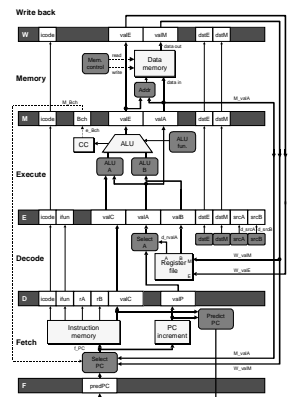 Write back
W icode valE valM dstE dstM
data out
read
Mem. control
write
Data memory
Memory
data in
Addr
M_Bch
M_valA
M icode Bch valE valA dstE dstM
e_Bch
CC ALU ALU fun.
ALU A ALU B
Execute
E icode ifun valC valA valB dstE dstM srcA srcB
d_srcA d_srcB
Select A d_rvalA
dstE dstM srcA srcB
A B M
Register file
E
W_valM
W_valE
Decode
D icode ifun rA rB valC valP
Predict PC
Instruction memory
PC increment
Fetch
f_PC
M_valA
Select PC
W_valM
F predPC